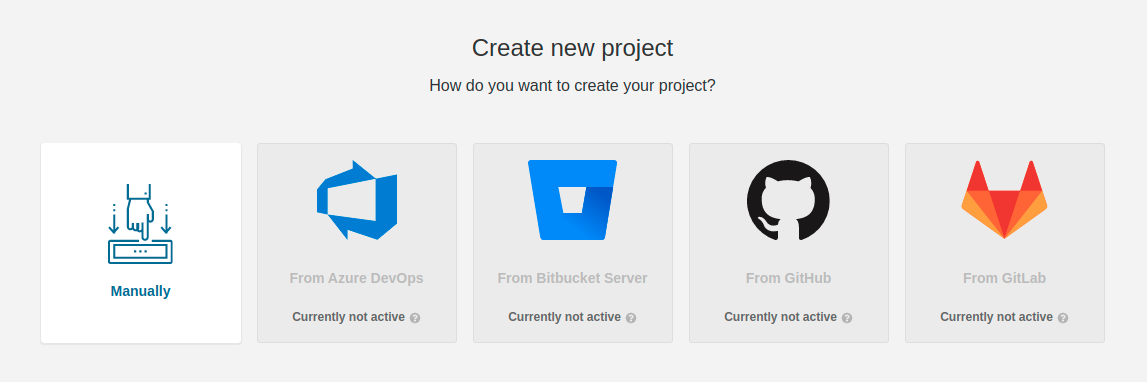 Create new project
How do you want to create your project?
Manually
From Azure DevOps
Currently not active ?
From Bitbucket Server
Currently not active ?
From GitHub
Currently not active ?
From GitLab
Currently not active ?